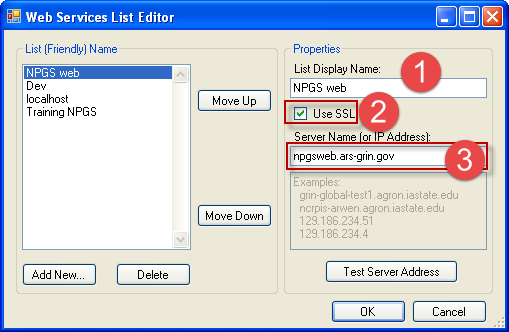 Web Services List Editor
List (Friendly) Name
NPGS web
Dev
localhost
Training NPGS
Move Up
Move Down
Add New...
Delete
Properties
List Display Name:
1
NPGS web
Use SSL
2
Server Name (or IP Address):
npgsweb.ars-grin.gov
3
Examples:
grin-global-test1.agron.iastate.edu
ncrpis-arwen.agron.iastate.edu
129.186.234.51
129.186.234.4
Test Server Address
OK
Cancel